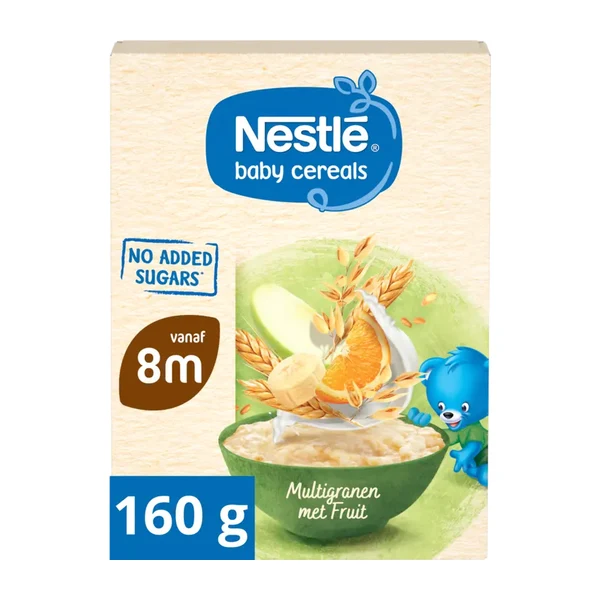 Nestlé®
baby cereals
NO ADDED
SUGARS*
vanaf
8m
Multigranen
met Fruit
160 g